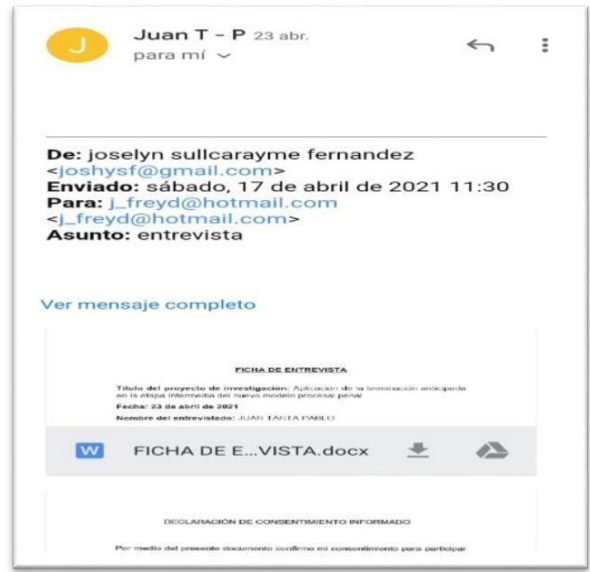 J
Juan T - P 23 abr.
para mí
De: joselyn sullcarayme fernandez
<joshysf@gmail.com>
Enviado: sábado, 17 de abril de 2021 11:30
Para: j_freyd@hotmail.com
<j_freyd@hotmail.com>
Asunto: entrevista
Ver mensaje completo
FICHA DE ENTREVISTA
Título del proyecto de investigación: Aplicación de la terminación anticipada
en la etapa intermedia del nuevo modelo procesal penal
Fecha: 23 de abril de 2021
Nombre del entrevistado: JUAN TANTA PABLO
W FICHA DE E...VISTA.docx
DECLARACIÓN DE CONSENTIMIENTO INFORMADO
Por medio del presente documento confirmo mi consentimiento para participar